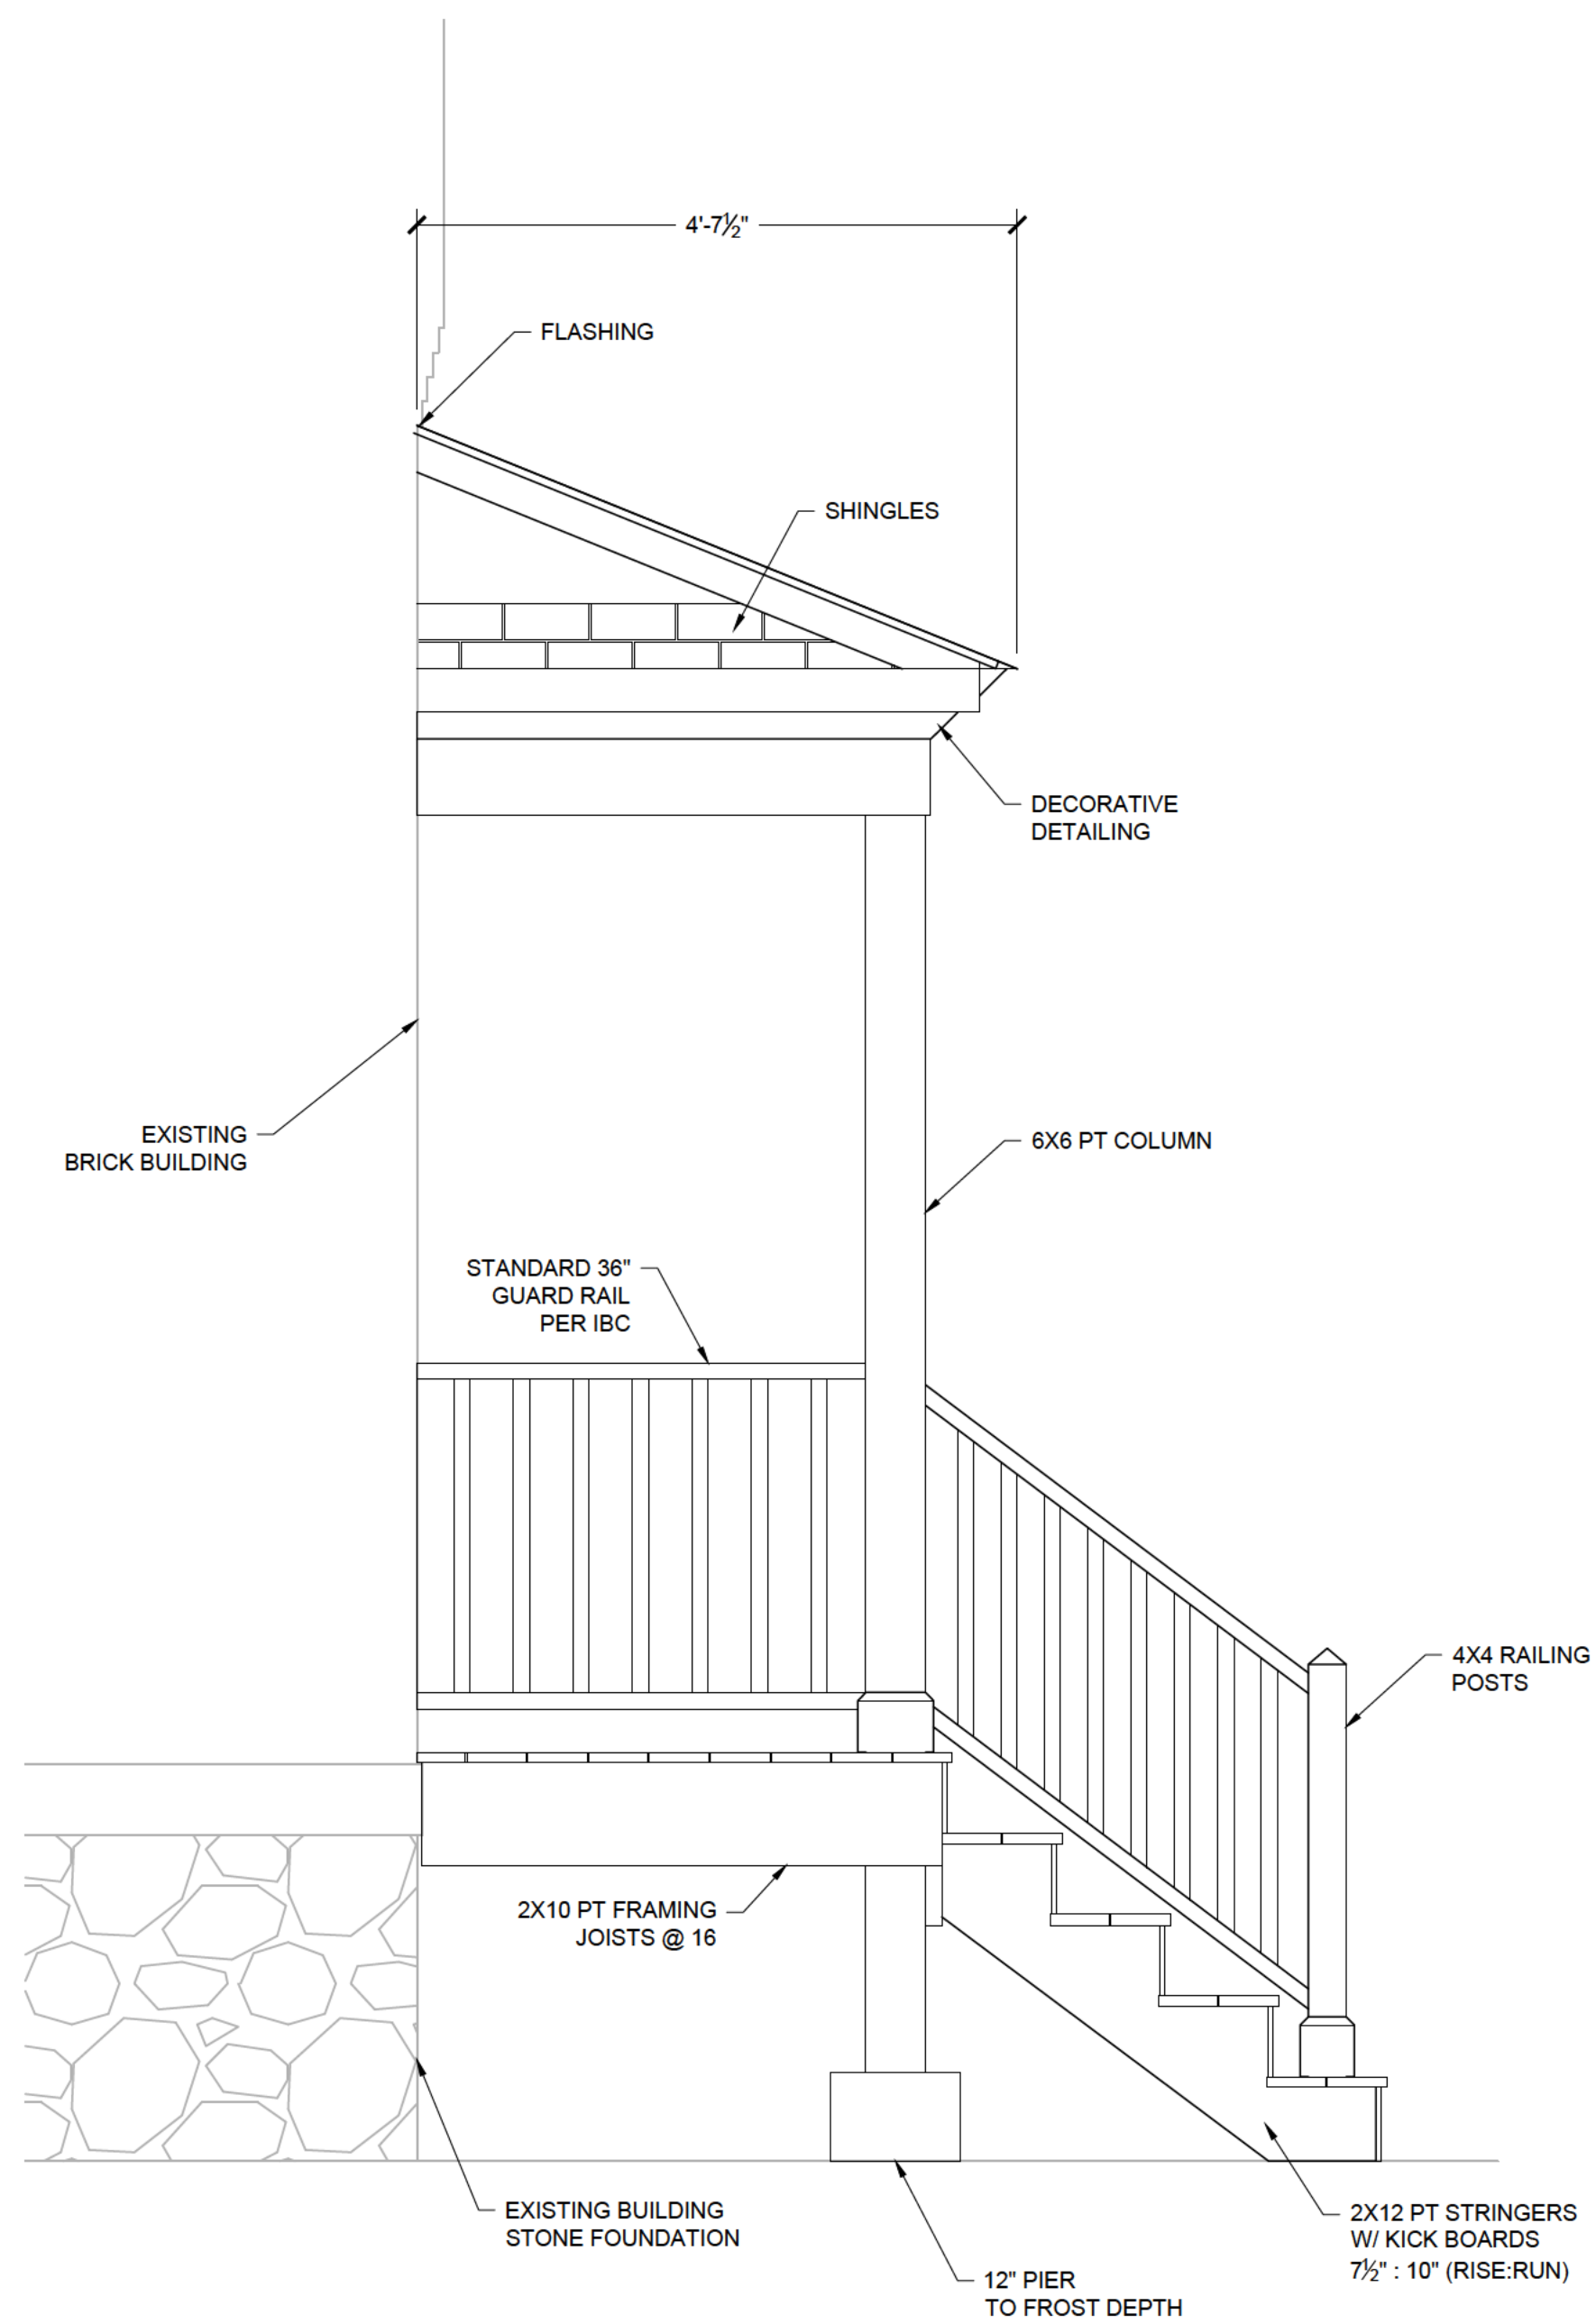 4'-7½"
FLASHING
SHINGLES
DECORATIVE
DETAILING
EXISTING
BRICK BUILDING
6X6 PT COLUMN
STANDARD 36"
GUARD RAIL
PER IBC
4X4 RAILING
POSTS
2X10 PT FRAMING
JOISTS @ 16
EXISTING BUILDING
STONE FOUNDATION
2X12 PT STRINGERS
W/ KICK BOARDS
7½" : 10" (RISE:RUN)
12" PIER
TO FROST DEPTH